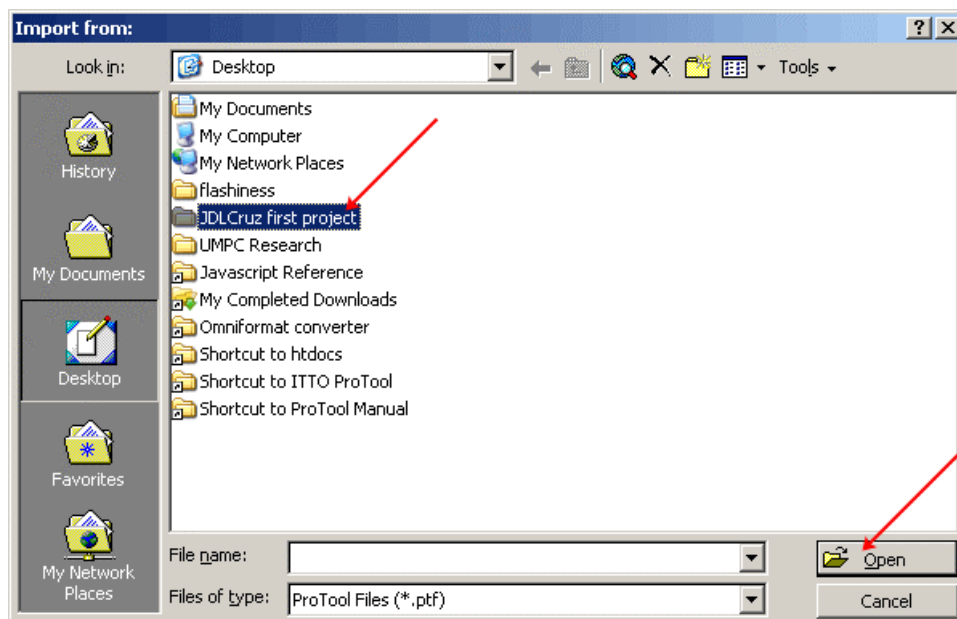 Import from:
Look in:
Desktop
Tools
History
My Documents
Desktop
Favorites
My Network
Places
My Documents
My Computer
My Network Places
flashiness
JDLCruz first project
UMPC Research
Javascript Reference
My Completed Downloads
Omniformat converter
Shortcut to htdocs
Shortcut to ITTO ProTool
Shortcut to ProTool Manual
File name:
Open
Files of type:
ProTool Files (*.ptf)
Cancel